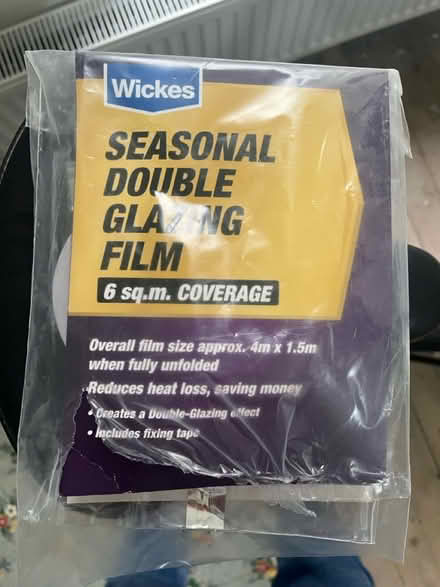 Wickes
SEASONAL
DOUBLE
GLAZING
FILM
6 sq.m. COVERAGE
Overall film size approx. 4m x 1.5m
when fully unfolded
Reduces heat loss, saving money
• Creates a Double-Glazing effect
• Includes fixing tape